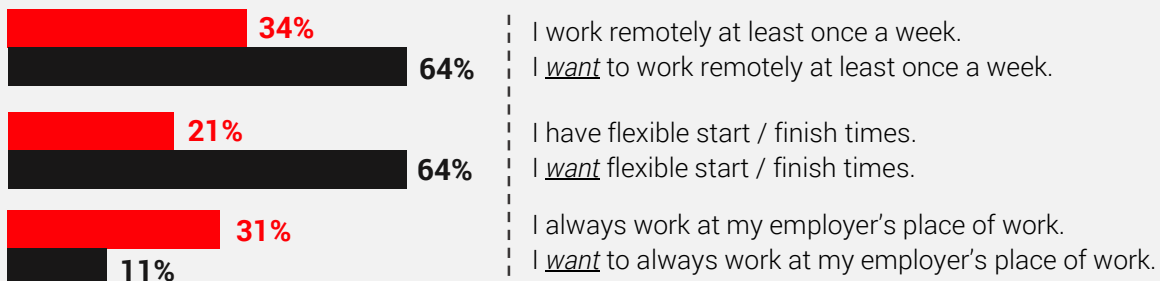 34%
I work remotely at least once a week.
64%
I want to work remotely at least once a week.
21%
I have flexible start / finish times.
64%
I want flexible start / finish times.
31%
I always work at my employer’s place of work.
11%
I want to always work at my employer’s place of work.